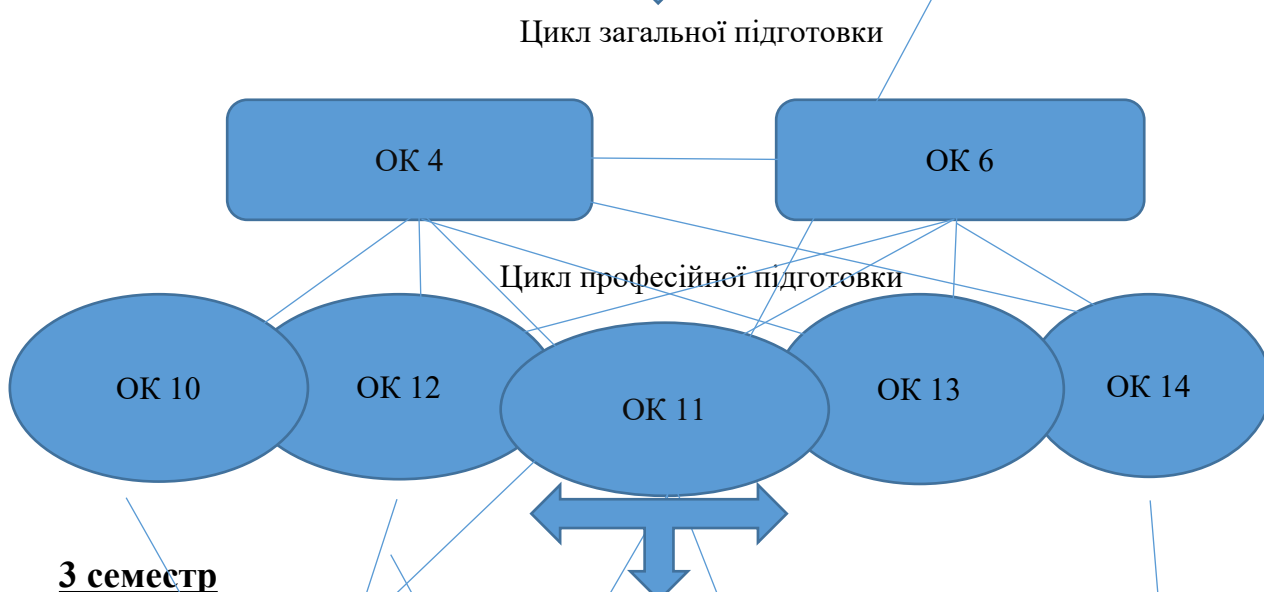 Цикл загальної підготовки
ОК 4
ОК 6
Цикл професійної підготовки
ОК 10
ОК 12
ОК 11
ОК 13
ОК 14
3 семестр